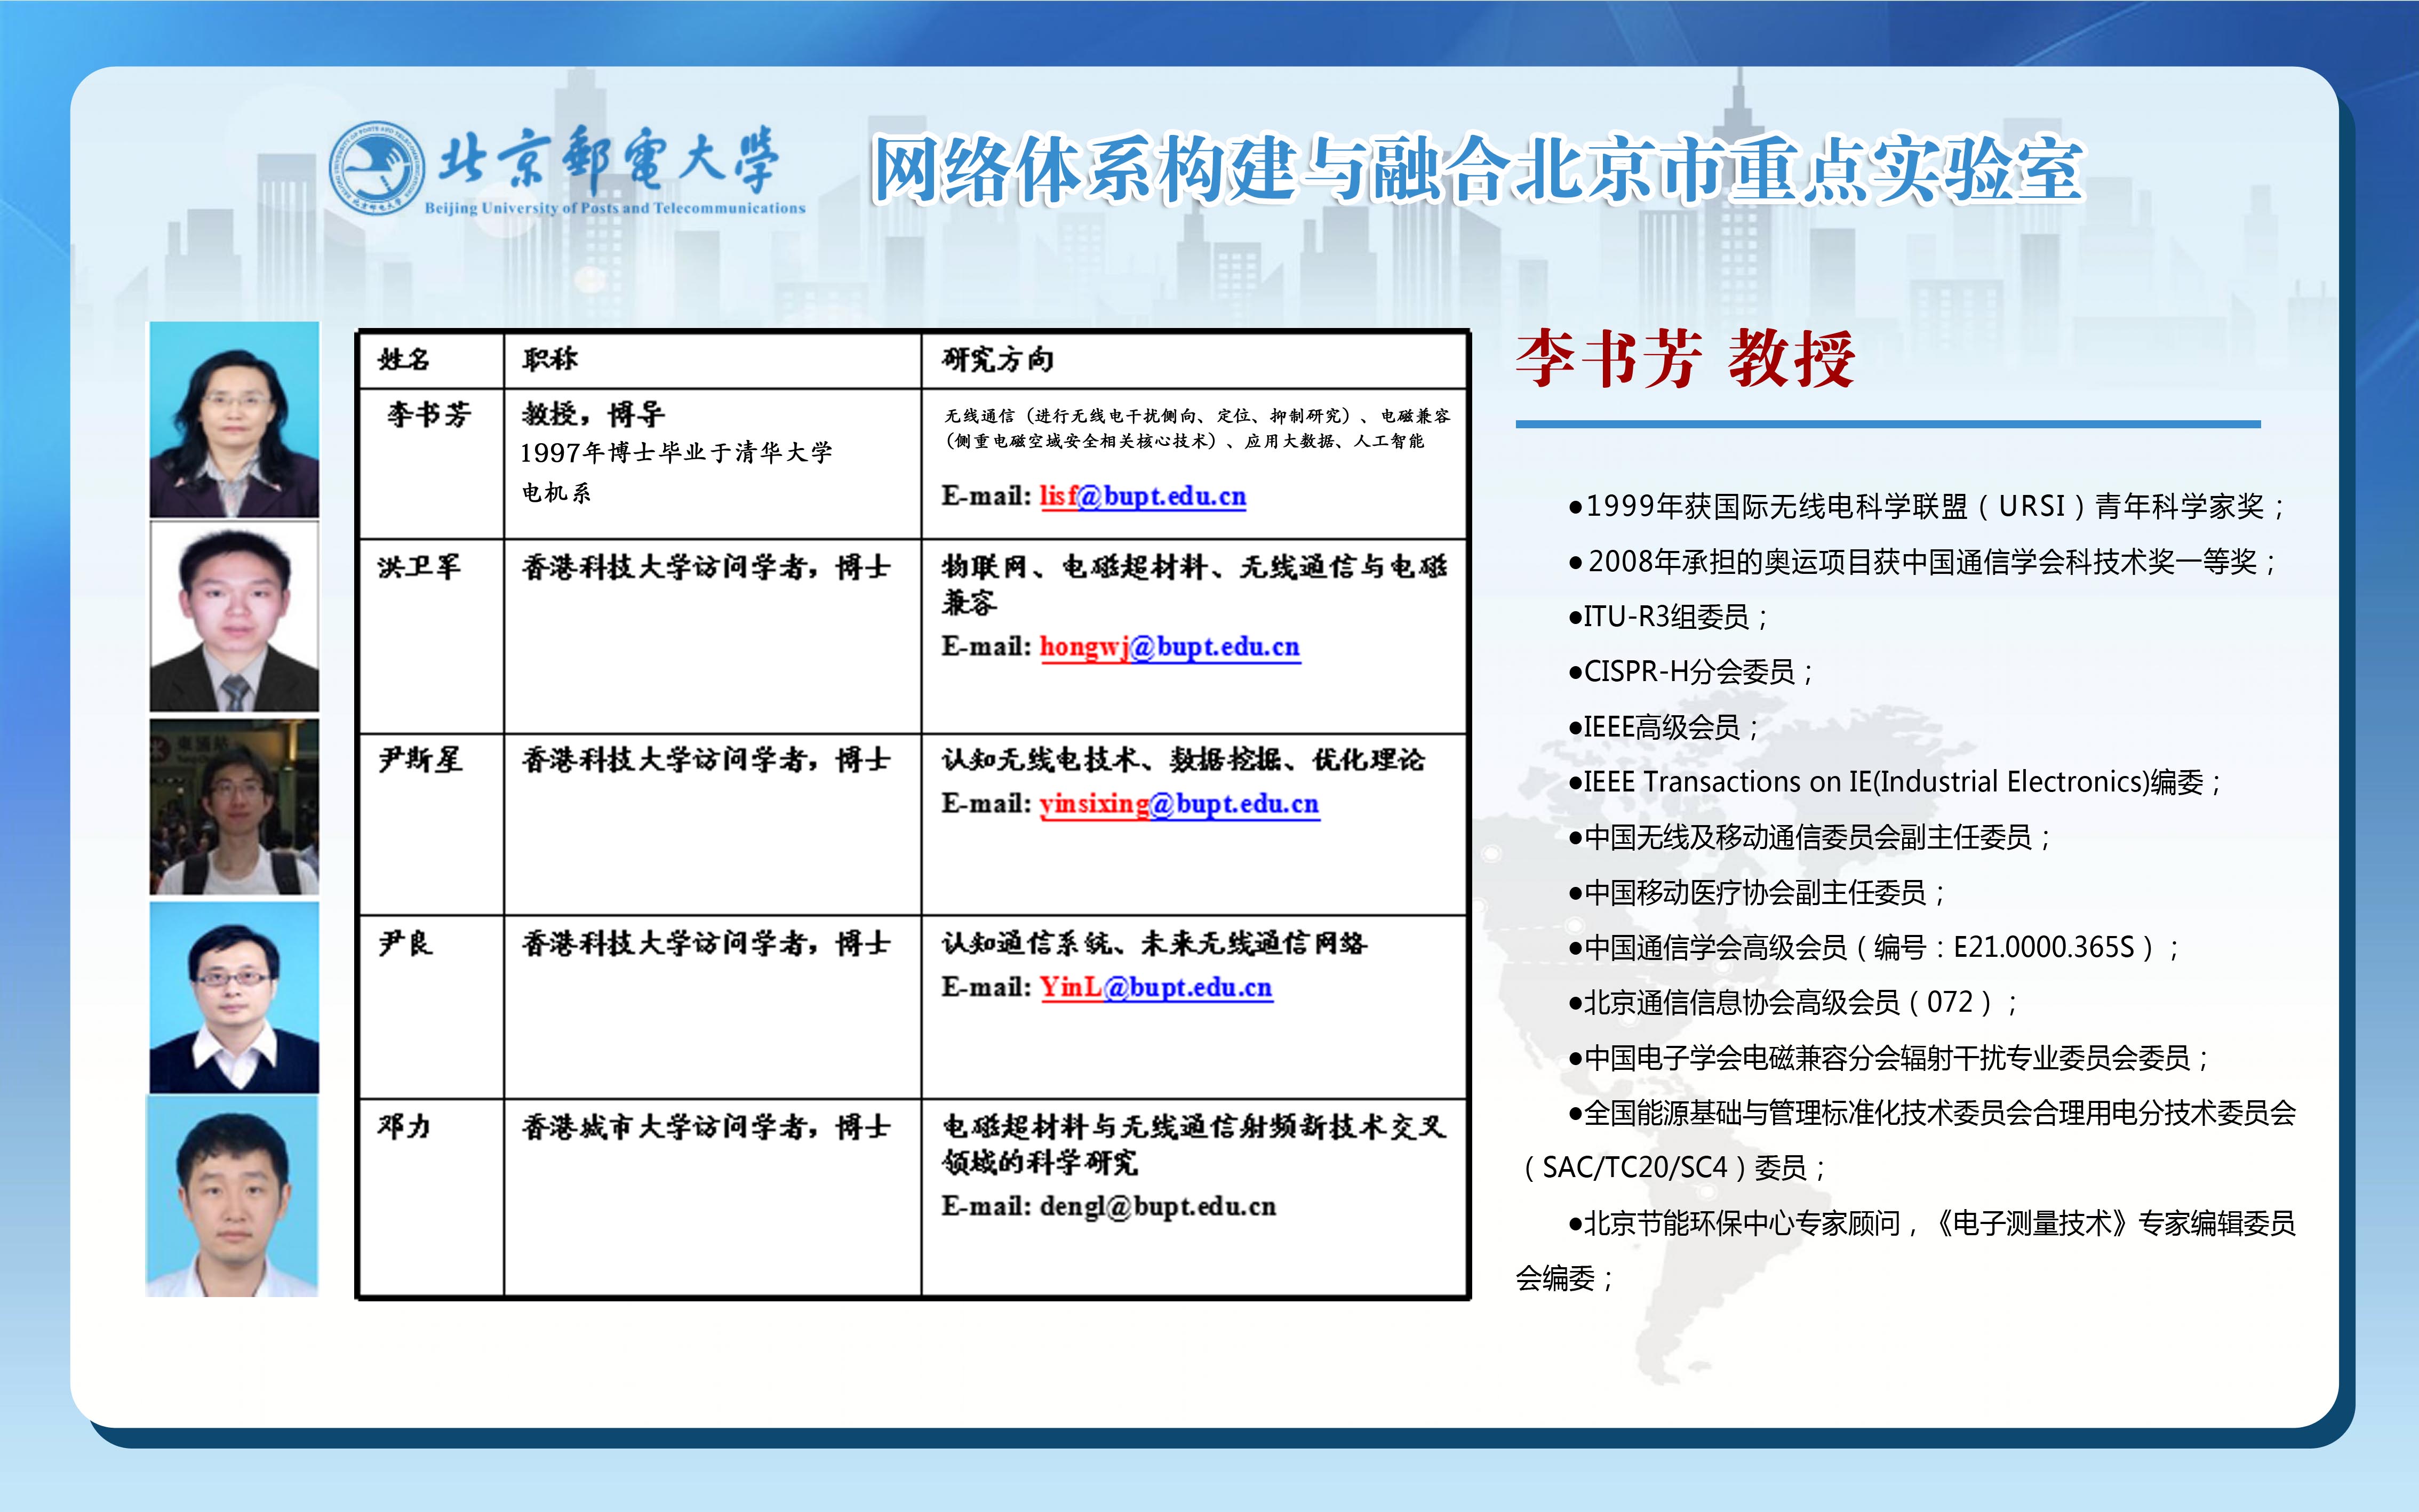 北京邮电大学
Beijing University of Posts and Telecommunications
网络体系构建与融合北京市重点实验室
姓名 职称 研究方向
李书芳 教授，博导 无线通信（进行无线电干扰侧向、定位、抑制研究）、电磁兼容
1997年博士毕业于清华大学 （侧重电磁空域安全相关核心技术）、应用大数据、人工智能
电机系 E-mail: lisf@bupt.edu.cn
洪卫军 香港科技大学访问学者，博士 物联网、电磁超材料、无线通信与电磁
兼容
E-mail: hongwj@bupt.edu.cn
尹斯星 香港科技大学访问学者，博士 认知无线电技术、数据挖掘、优化理论
E-mail: yinsixing@bupt.edu.cn
尹良 香港科技大学访问学者，博士 认知通信系统、未来无线通信网络
E-mail: YinL@bupt.edu.cn
邓力 香港城市大学访问学者，博士 电磁超材料与无线通信射频新技术交叉
领域的科学研究
E-mail: dengl@bupt.edu.cn
李书芳 教授
●1999年获国际无线电科学联盟（URSI）青年科学家奖；
●2008年承担的奥运项目获中国通信学会科技术奖一等奖；
●ITU-R3组委员；
●CISPR-H分会委员；
●IEEE高级会员；
●IEEE Transactions on IE(Industrial Electronics)编委；
●中国无线及移动通信委员会副主任委员；
●中国移动医疗协会副主任委员；
●中国通信学会高级会员（编号：E21.0000.365S）；
●北京通信信息协会高级会员（072）；
●中国电子学会电磁兼容分会辐射干扰专业委员会委员；
●全国能源基础与管理标准化技术委员会合理用电分技术委员会
（SAC/TC20/SC4）委员；
●北京节能环保中心专家顾问，《电子测量技术》专家编辑委员
会编委；